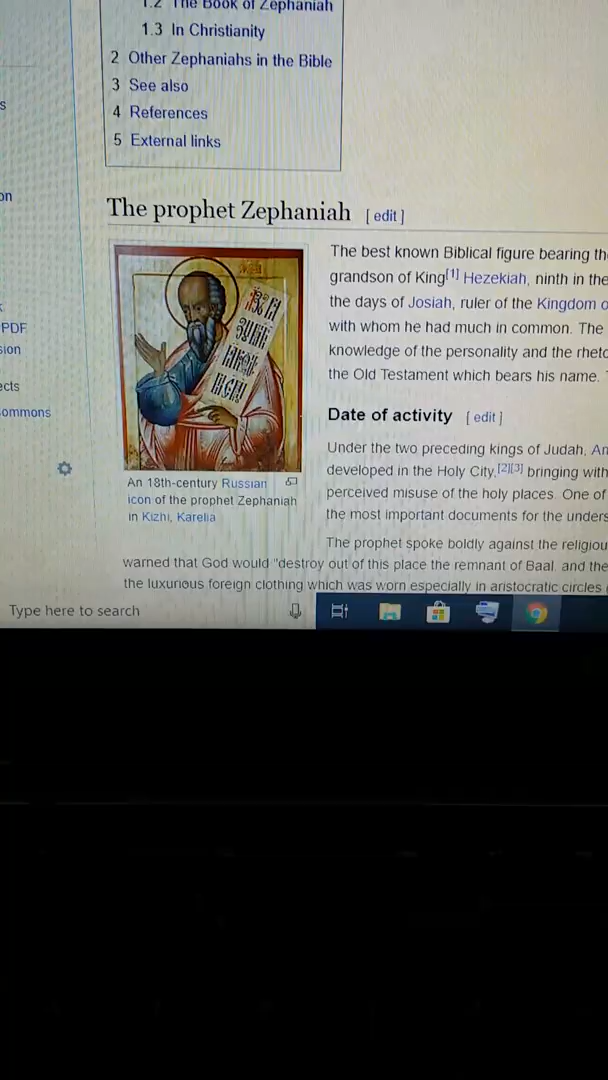 1.2 The Book of Zephaniah
1.3 In Christianity
2 Other Zephaniahs in the Bible
3 See also
4 References
5 External links
s
on
PDF
sion
ects
ommons
The prophet Zephaniah [ edit ]
An 18th-century Russian
icon of the prophet Zephaniah
in Kizhi, Karelia
The best known Biblical figure bearing th
grandson of King[1] Hezekiah, ninth in the
the days of Josiah, ruler of the Kingdom o
with whom he had much in common. The
knowledge of the personality and the rheto
the Old Testament which bears his name.
Date of activity [ edit ]
Under the two preceding kings of Judah, Am
developed in the Holy City,[2][3] bringing with
perceived misuse of the holy places. One of
the most important documents for the unders
The prophet spoke boldly against the religiou
warned that God would "destroy out of this place the remnant of Baal, and the
the luxurious foreign clothing which was worn especially in aristocratic circles
Type here to search